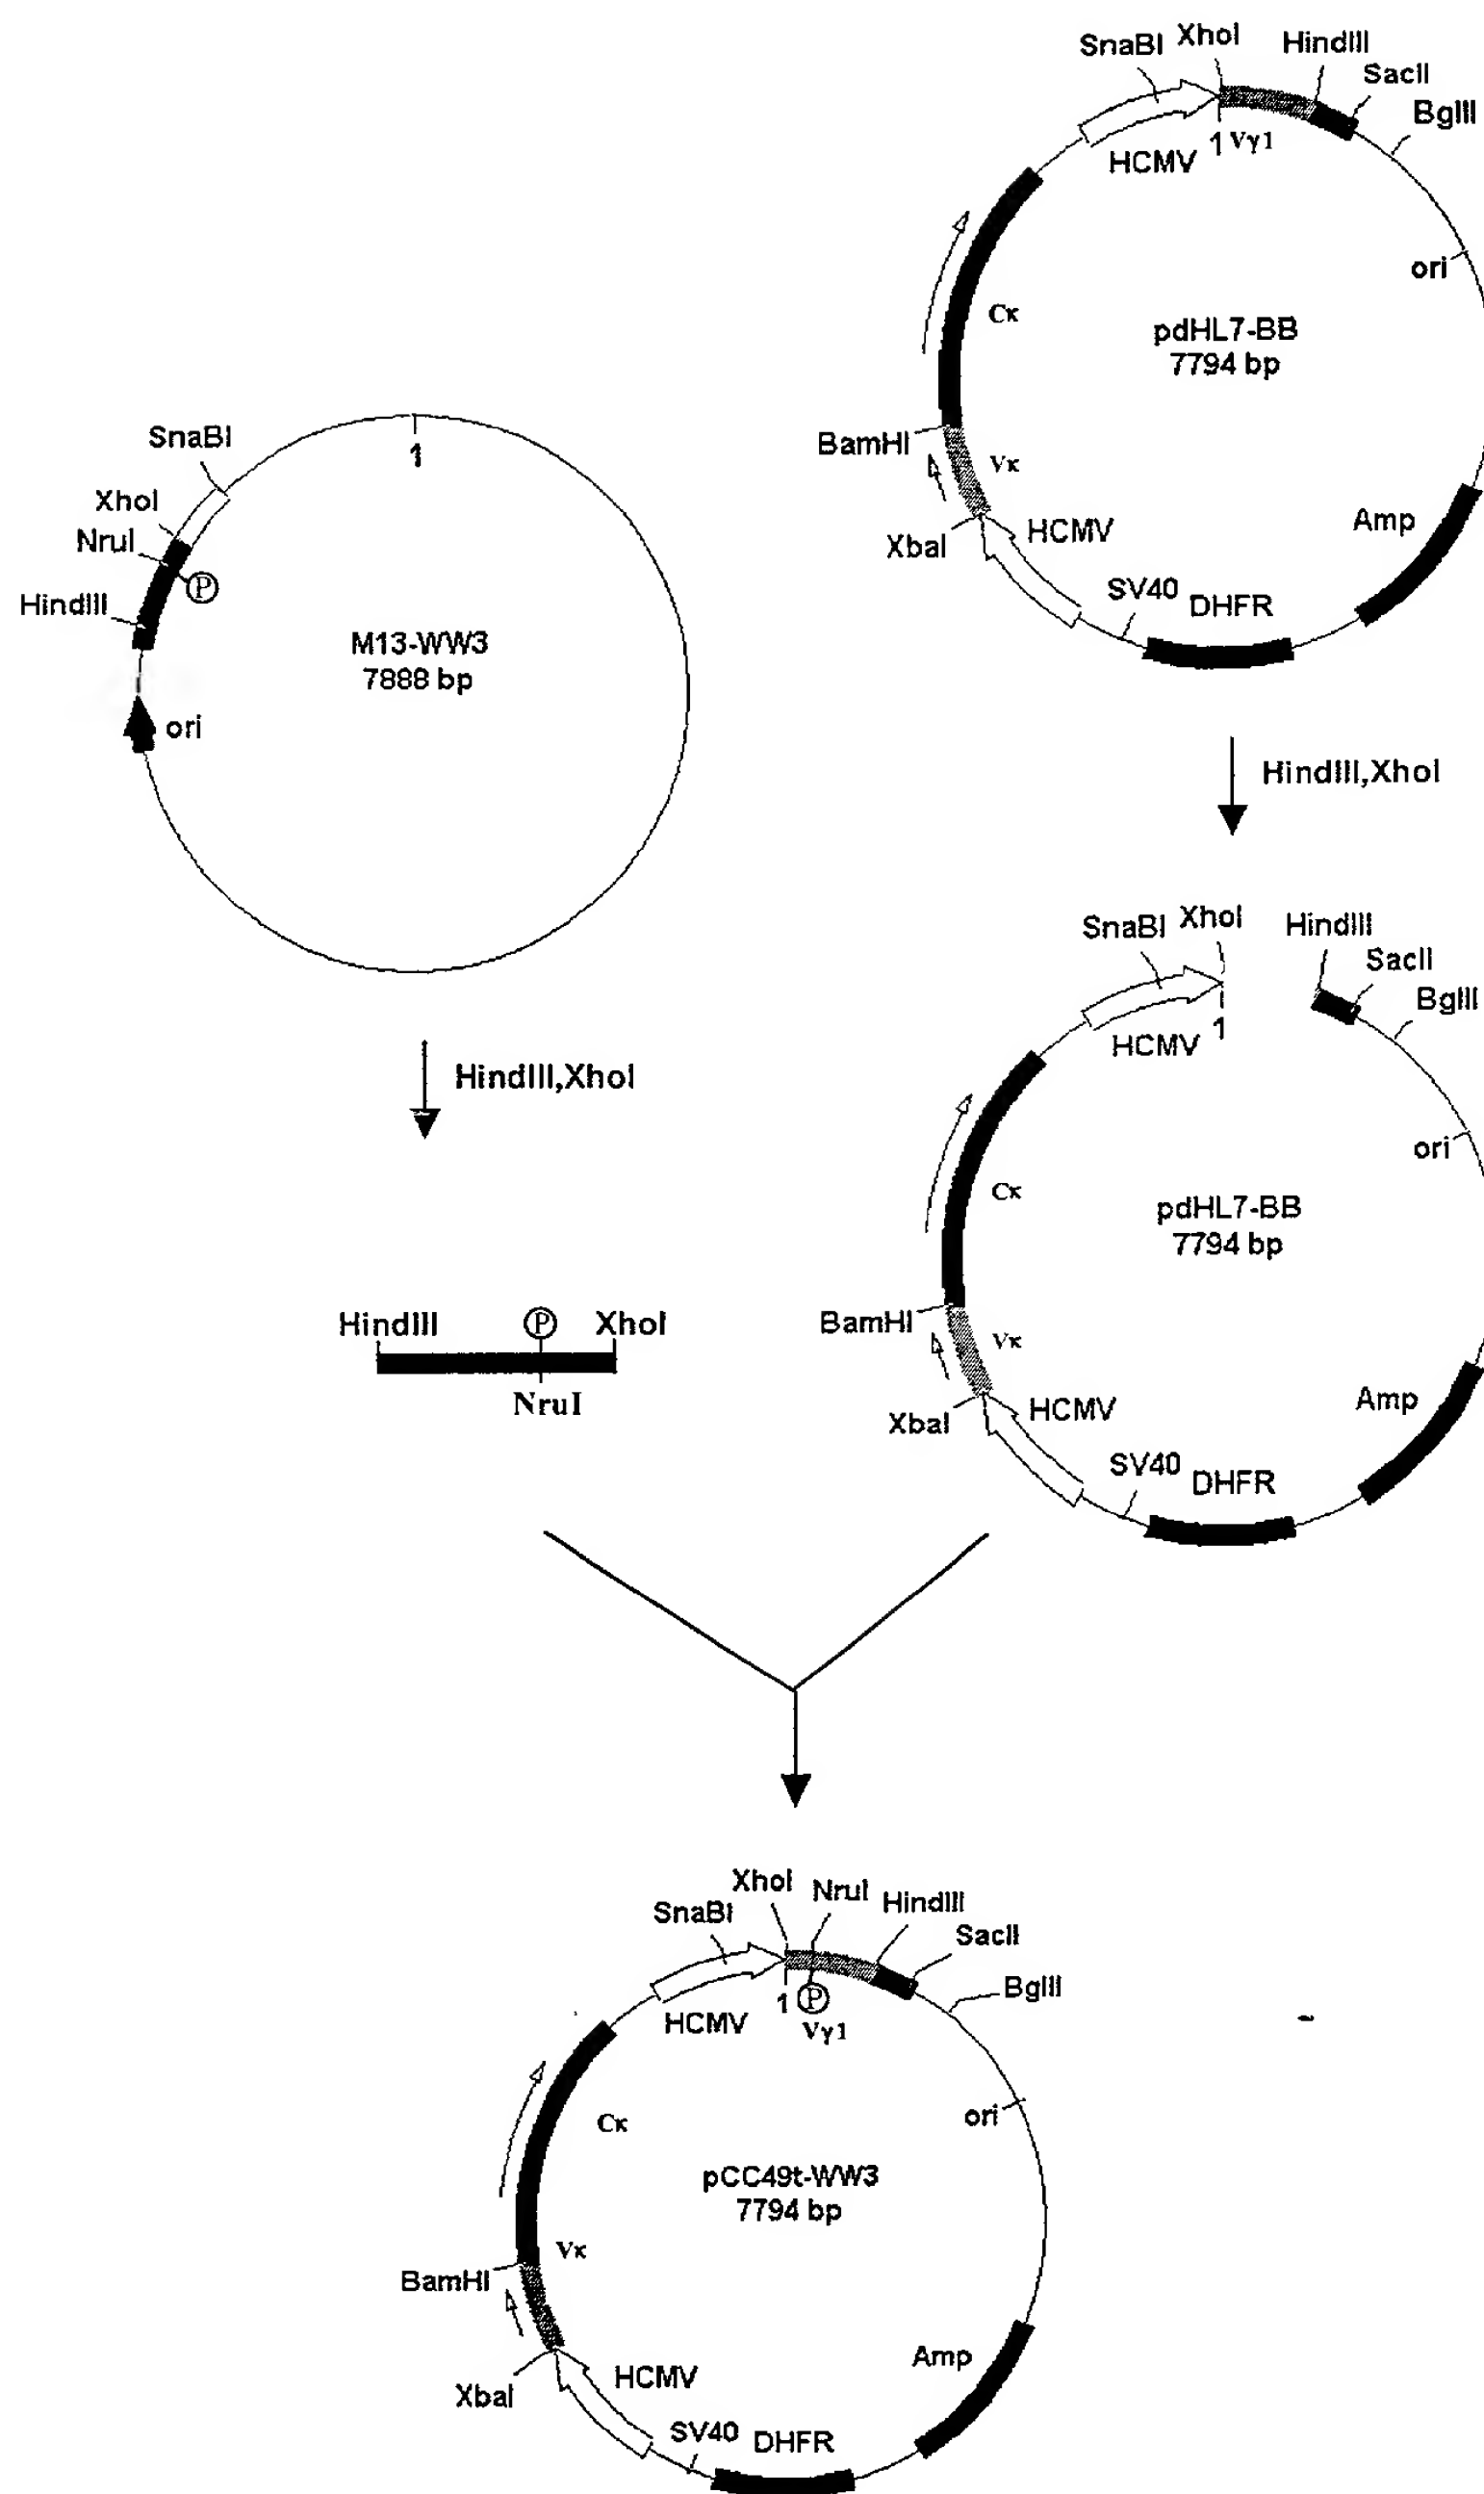 SnaBI
XhoI
HindIII
SacII
BglII
HCMV
1
Vγ1
ori
Cκ
pdHL7-BB
7794 bp
BamHI
Vκ
Amp
XbaI
HCMV
SV40
DHFR
SnaBI
1
XhoI
NruI
P
HindIII
M13-WW3
7888 bp
ori
HindIII,XhoI
HindIII,XhoI
SnaBI
XhoI
HindIII
SacII
BglII
HCMV
1
ori
Cκ
pdHL7-BB
7794 bp
BamHI
Vκ
Amp
XbaI
HCMV
SV40
DHFR
HindIII
P
XhoI
NruI
XhoI
NruI
HindIII
SnaBI
SacII
BglII
HCMV
1
P
Vγ1
ori
Cκ
pCC49t-WW3
7794 bp
Vκ
BamHI
Amp
XbaI
HCMV
SV40
DHFR